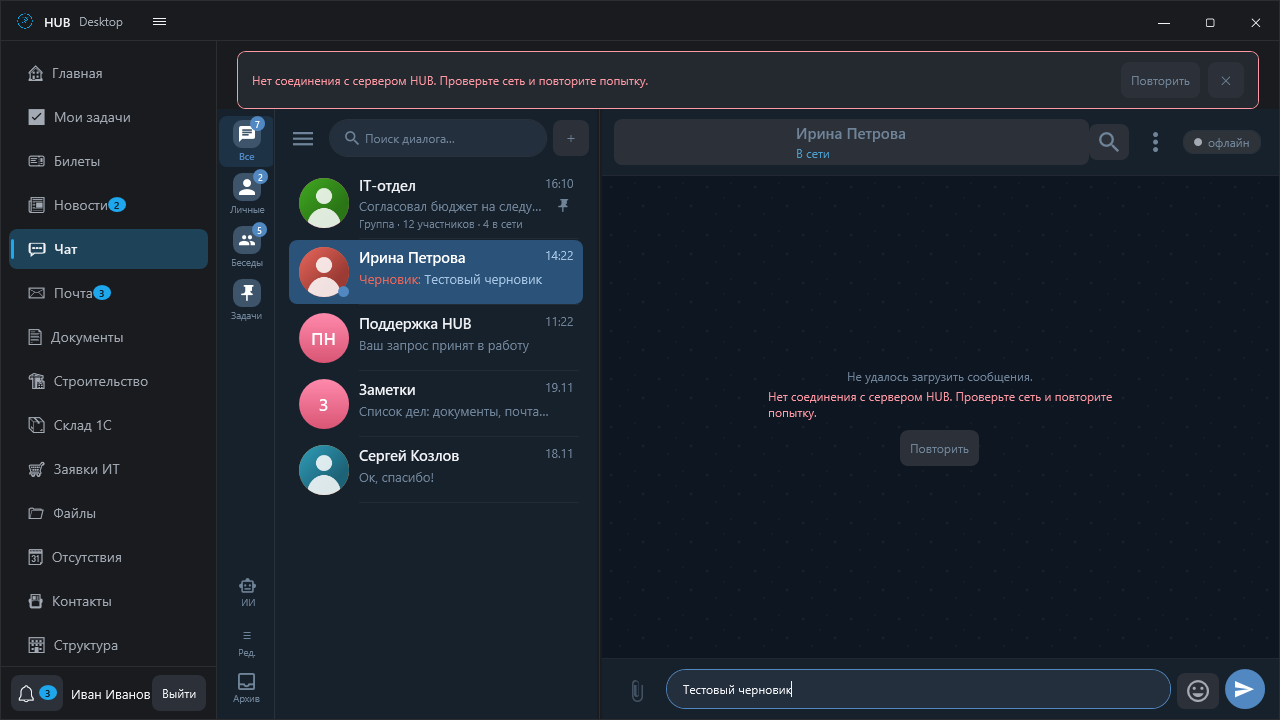 HUB Desktop
Главная
Мои задачи
Билеты
Новости 2
Чат
Почта 3
Документы
Строительство
Склад 1С
Заявки ИТ
Файлы
31 Отсутствия
Контакты
Структура
3 Иван Иванов Выйти
Нет соединения с сервером HUB. Проверьте сеть и повторите попытку. Повторить
7
Все
2
Личные
5
Беседы
Задачи
ИИ
Ред.
Архив
Поиск диалога... +
IT-отдел 16:10
Согласовал бюджет на следу...
Группа · 12 участников · 4 в сети
Ирина Петрова 14:22
Черновик: Тестовый черновик
ПН Поддержка HUB 11:22
Ваш запрос принят в работу
З Заметки 19.11
Список дел: документы, почта...
Сергей Козлов 18.11
Ок, спасибо!
Ирина Петрова
В сети
офлайн
Не удалось загрузить сообщения.
Нет соединения с сервером HUB. Проверьте сеть и повторите
попытку.
Повторить
Тестовый черновик